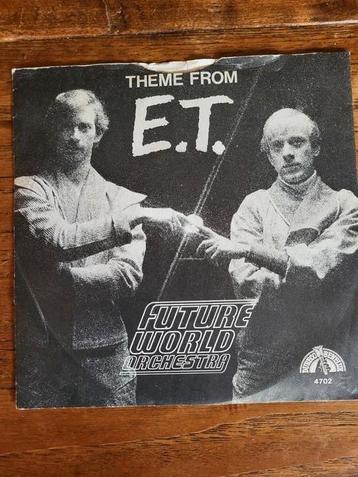 THEME FROM
E.T.
FUTURE
WORLD
ORCHESTRA
4702